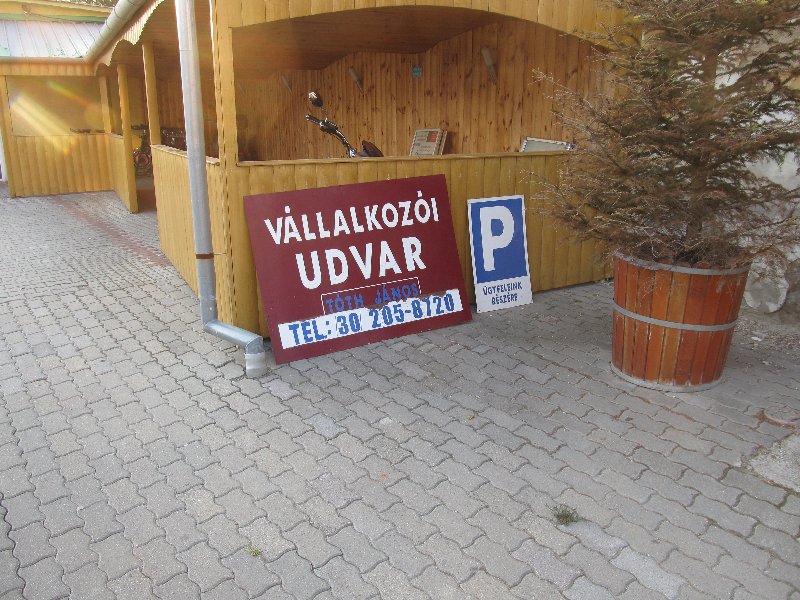 VÁLLALKOZÓI
UDVAR
TÓTH JÁNOS
TEL: 30/205-8720
P
ÜGYFELEINK
RÉSZÉRE